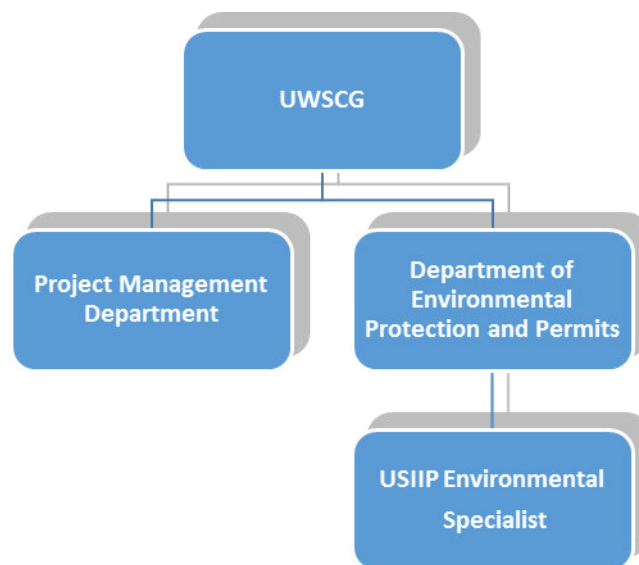 UWSCG
Project Management
Department
Department of
Environmental
Protection and Permits
USIIP Environmental
Specialist